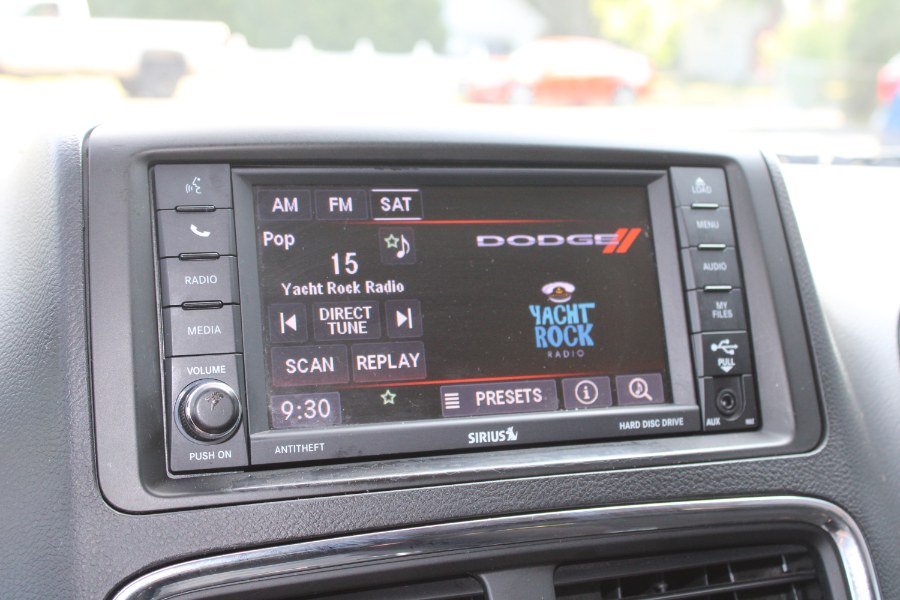 AM FM SAT
Pop
15
Yacht Rock Radio
DIRECT
TUNE
SCAN REPLAY
9:30
PRESETS
DODGE
YACHT
ROCK
RADIO
RADIO
MEDIA
VOLUME
PUSH ON
LOAD
MENU
AUDIO
MY
FILES
PULL
AUX
ANTITHEFT
SIRIUS
HARD DISC DRIVE